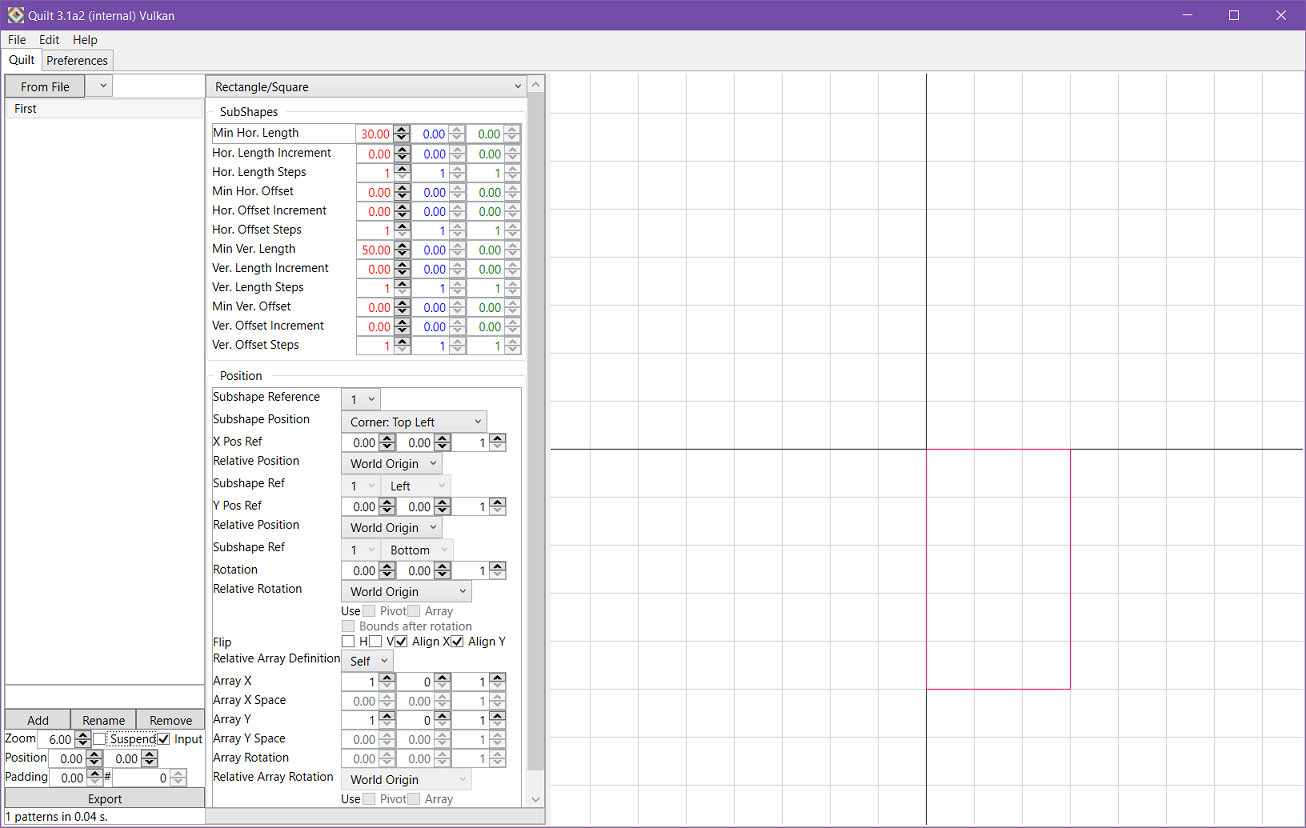 Quilt 3.1a2 (internal) Vulkan
File Edit Help
Quilt Preferences
From File
First
Rectangle/Square
SubShapes
Min Hor. Length 30.00 0.00 0.00
Hor. Length Increment 0.00 0.00 0.00
Hor. Length Steps 1 1 1
Min Hor. Offset 0.00 0.00 0.00
Hor. Offset Increment 0.00 0.00 0.00
Hor. Offset Steps 1 1 1
Min Ver. Length 50.00 0.00 0.00
Ver. Length Increment 0.00 0.00 0.00
Ver. Length Steps 1 1 1
Min Ver. Offset 0.00 0.00 0.00
Ver. Offset Increment 0.00 0.00 0.00
Ver. Offset Steps 1 1 1
Position
Subshape Reference 1
Subshape Position Corner: Top Left
X Pos Ref 0.00 0.00 1
Relative Position World Origin
Subshape Ref 1 Left
Y Pos Ref 0.00 0.00 1
Relative Position World Origin
Subshape Ref 1 Bottom
Rotation 0.00 0.00 1
Relative Rotation World Origin
Use Pivot Array
Bounds after rotation
Flip H V Align X Align Y
Relative Array Definition Self
Array X 1 0 1
Array X Space 0.00 0.00 1
Array Y 1 0 1
Array Y Space 0.00 0.00 1
Array Rotation 0.00 0.00 1
Relative Array Rotation World Origin
Use Pivot Array
Add Rename Remove
Zoom 6.00 Suspend Input
Position 0.00 0.00
Padding 0.00 # 0
Export
1 patterns in 0.04 s.